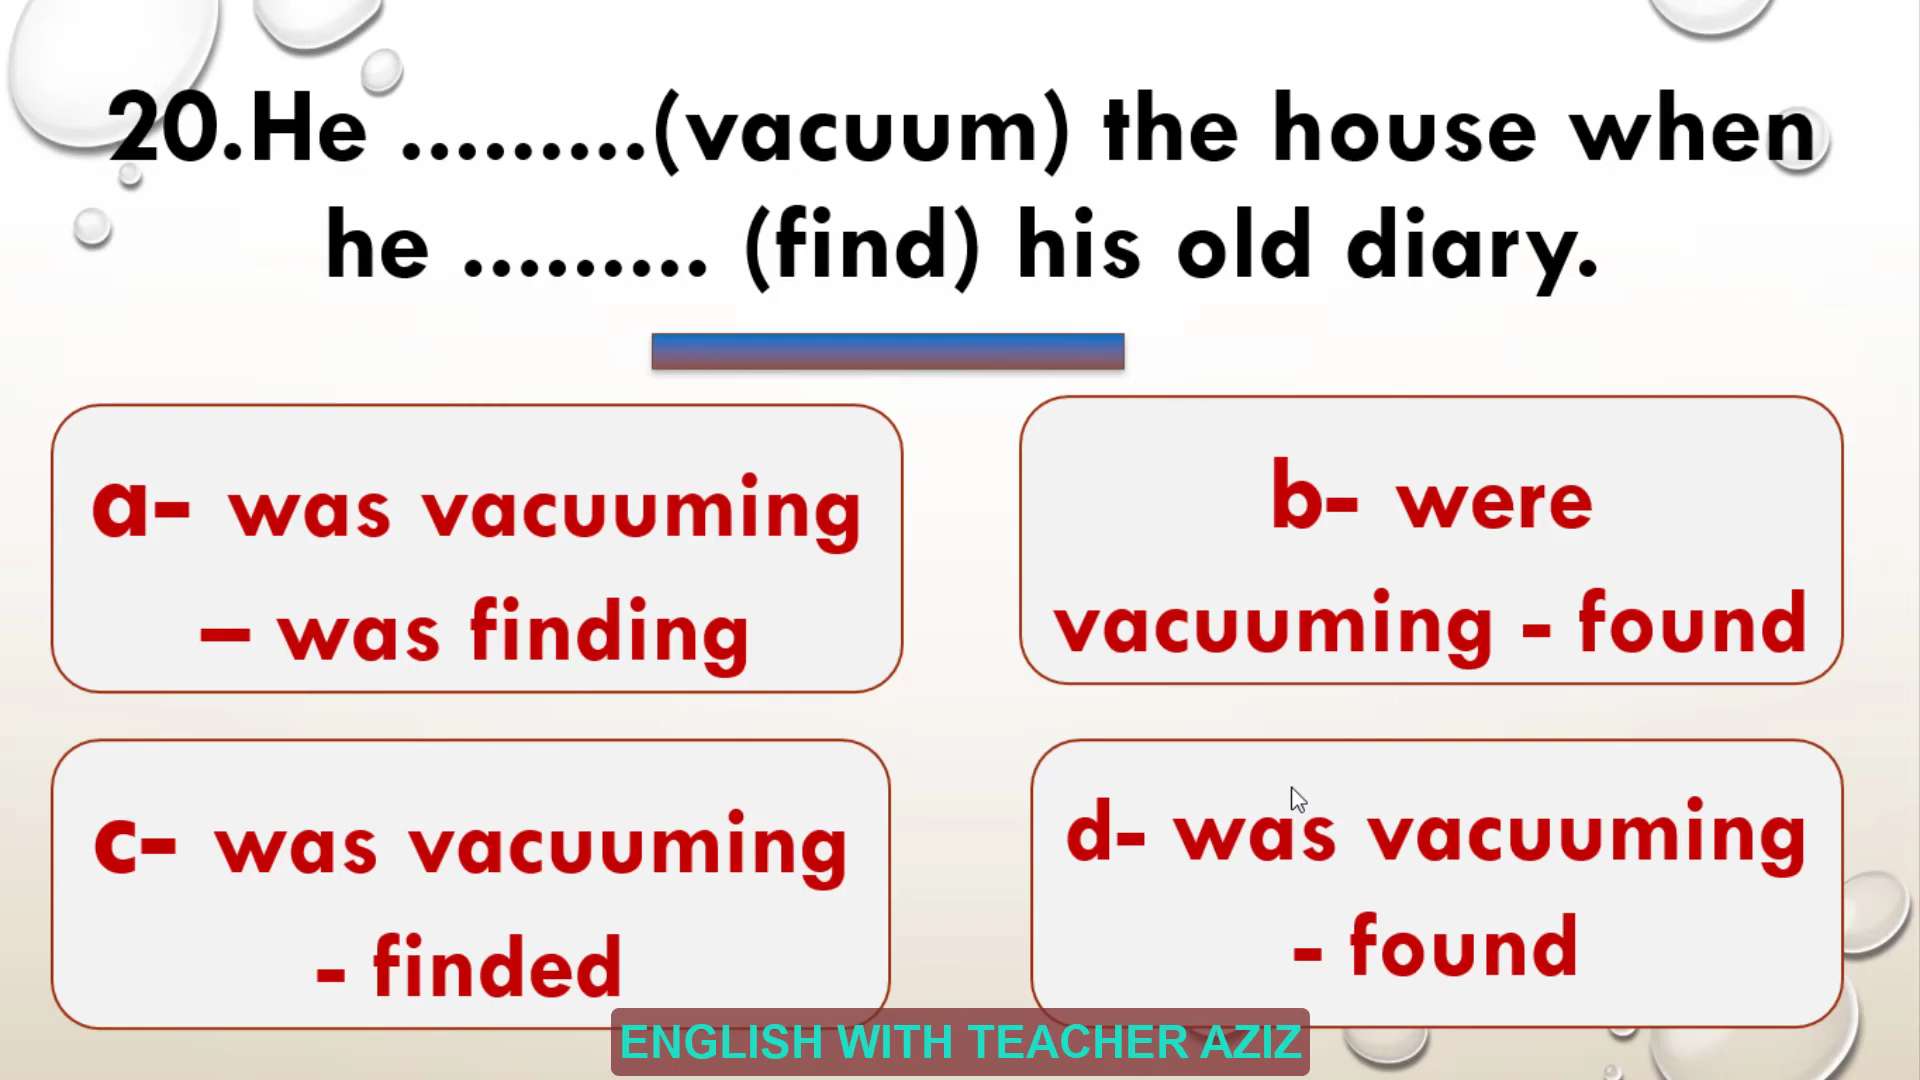 20.He .........(vacuum) the house when
he ......... (find) his old diary.
a- was vacuuming
– was finding
b- were
vacuuming - found
c- was vacuuming
- finded
d- was vacuuming
- found
ENGLISH WITH TEACHER AZIZ